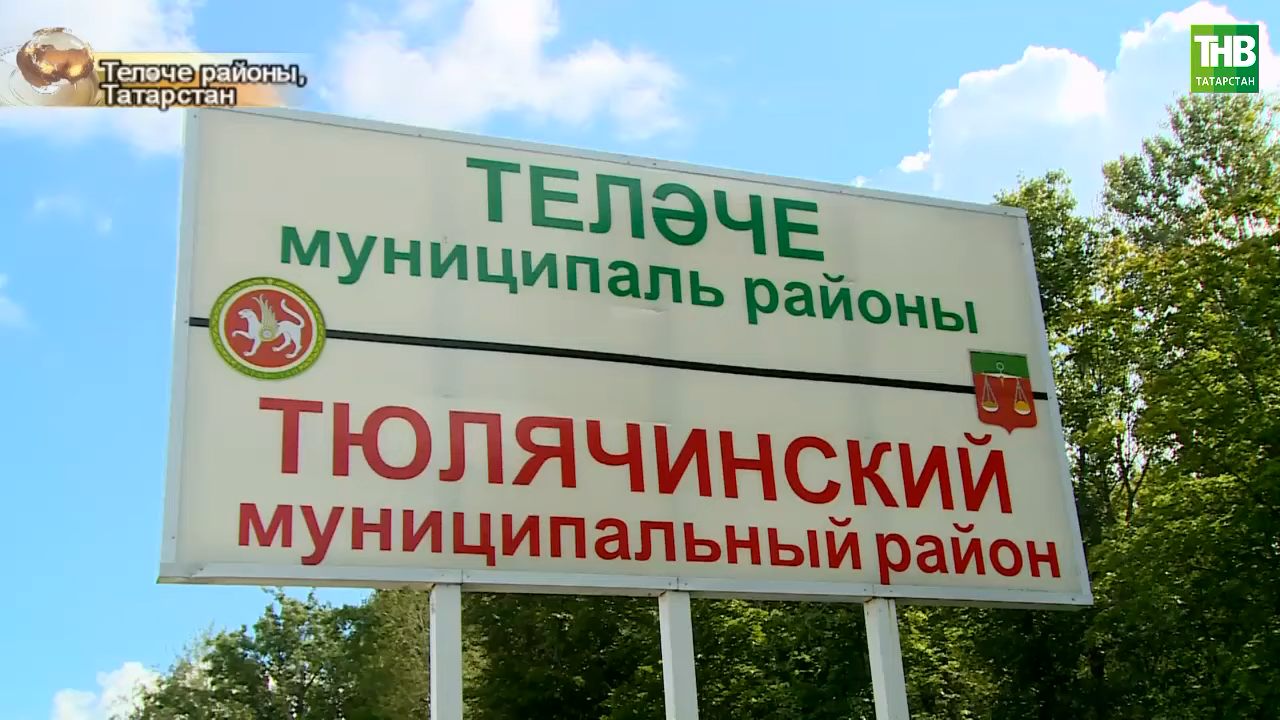 Теләче районы,
Татарстан
ТНВ
ТАТАРСТАН
ТЕЛӘЧЕ
муниципаль районы
ТЮЛЯЧИНСКИЙ
муниципальный район